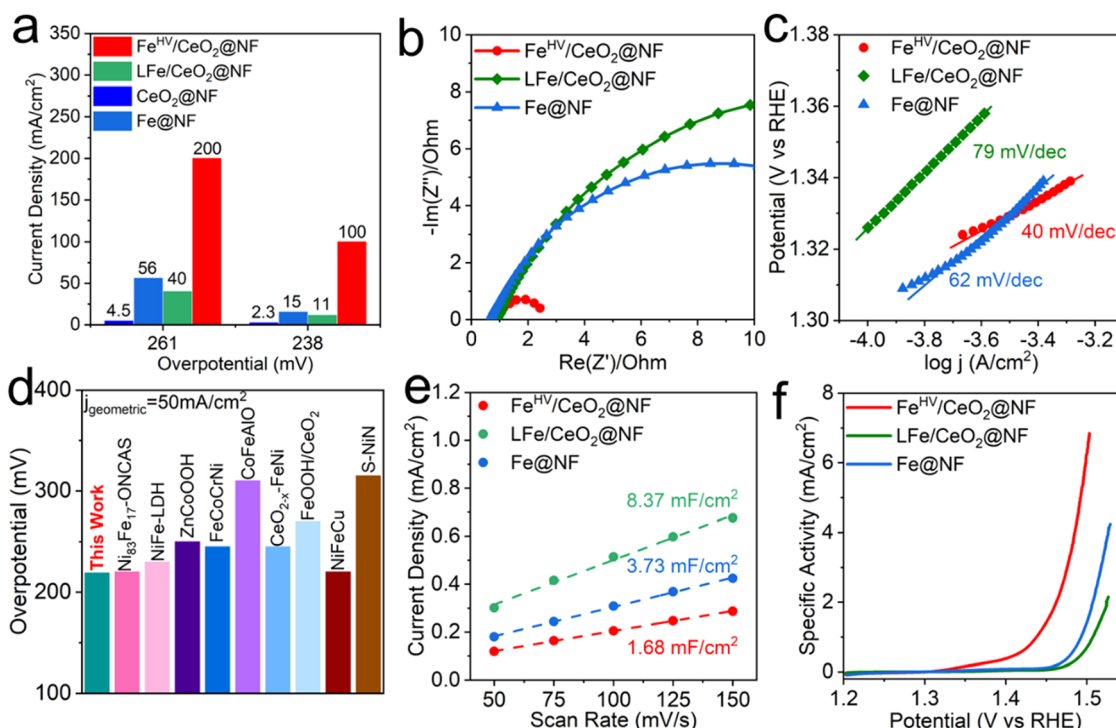 a
350
300
250
200
150
100
50
0
Current Density (mA/cm²)
Fe^HV/CeO₂@NF
LFe/CeO₂@NF
CeO₂@NF
Fe@NF
4.5
56
40
200
2.3
15
11
100
261
238
Overpotential (mV)
b
-10
-8
-6
-4
-2
0
-Im(Z'')/Ohm
Fe^HV/CeO₂@NF
LFe/CeO₂@NF
Fe@NF
0 2 4 6 8 10
Re(Z')/Ohm
c
1.38
1.36
1.34
1.32
1.30
Potential (V vs RHE)
Fe^HV/CeO₂@NF
LFe/CeO₂@NF
Fe@NF
79 mV/dec
40 mV/dec
62 mV/dec
-4.0 -3.8 -3.6 -3.4 -3.2
log j (A/cm²)
d
400
300
200
100
Overpotential (mV)
j_geometric=50mA/cm²
This Work
Ni₈₃Fe₁₇-ONCAS
NiFe-LDH
ZnCoOOH
FeCoCrNi
CoFeAlO
CeO₂₋ₓ-FeNi
FeOOH/CeO₂
NiFeCu
S-NiN
e
1.2
1.0
0.8
0.6
0.4
0.2
0.0
Current Density (mA/cm²)
Fe^HV/CeO₂@NF
LFe/CeO₂@NF
Fe@NF
8.37 mF/cm²
3.73 mF/cm²
1.68 mF/cm²
50 75 100 125 150
Scan Rate (mV/s)
f
8
6
4
2
0
Specific Activity (mA/cm²)
Fe^HV/CeO₂@NF
LFe/CeO₂@NF
Fe@NF
1.2 1.3 1.4 1.5
Potential (V vs RHE)